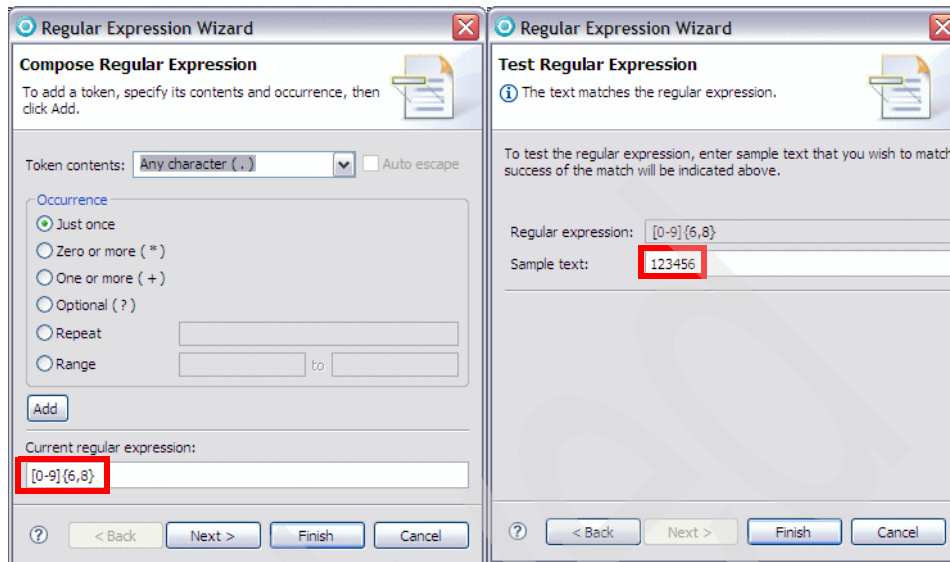 Regular Expression Wizard
Compose Regular Expression
To add a token, specify its contents and occurrence, then
click Add.
Token contents: Any character ( . ) Auto escape
Occurrence
Just once
Zero or more ( * )
One or more ( + )
Optional ( ? )
Repeat
Range to
Add
Current regular expression:
[0-9]{6,8}
? < Back Next > Finish Cancel
Regular Expression Wizard
Test Regular Expression
i The text matches the regular expression.
To test the regular expression, enter sample text that you wish to match
success of the match will be indicated above.
Regular expression: [0-9]{6,8}
Sample text: 123456
? < Back Next > Finish Cancel